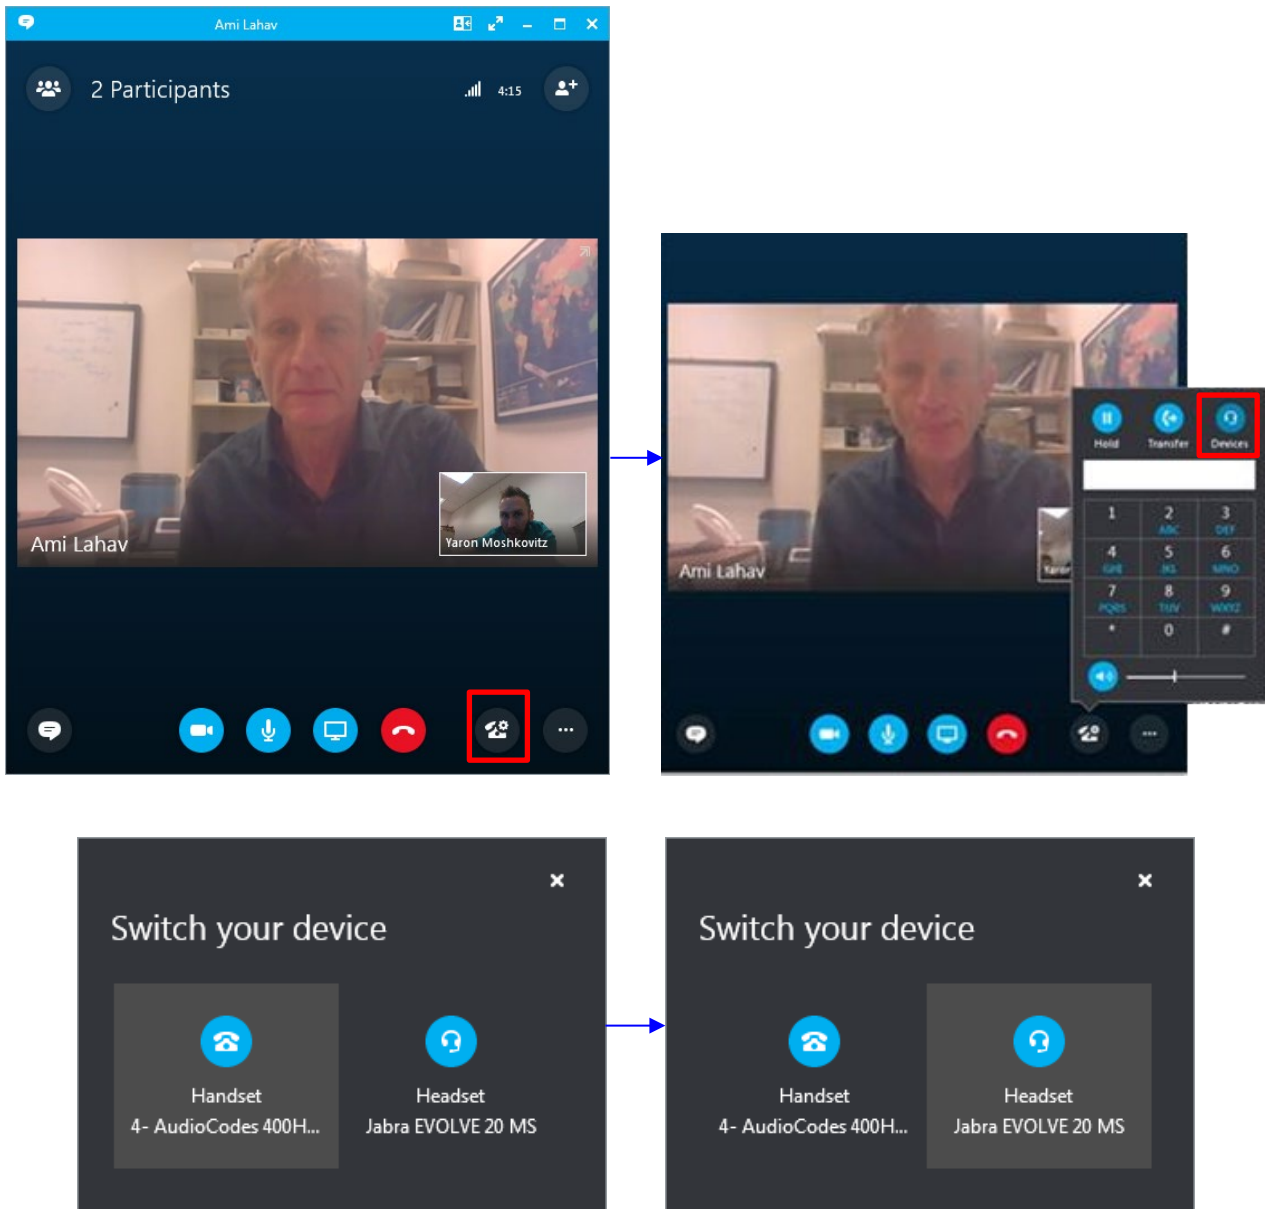 Ami Lahav
2 Participants
4:15
Ami Lahav
Yaron Moshkovitz
Hold
Transfer
Devices
1
2
3
ABC
DEF
4
5
6
GHI
JKL
MNO
7
8
9
PQRS
TUV
WXYZ
*
0
#
Ami Lahav
Yaron
Switch your device
Handset
4- AudioCodes 400H...
Headset
Jabra EVOLVE 20 MS
Switch your device
Handset
4- AudioCodes 400H...
Headset
Jabra EVOLVE 20 MS